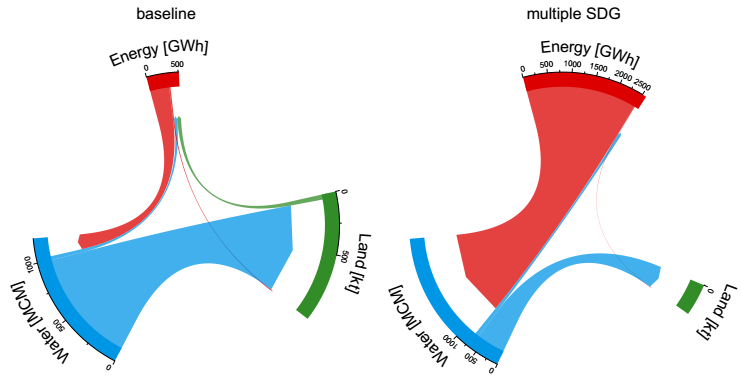 baseline
multiple SDG
Energy [GWh]
0
500
Land [kt]
0
500
Water [MCM]
0
500
1000
Energy [GWh]
0
500
1000
1500
2000
2500
Land [kt]
0
Water [MCM]
0
500
1000